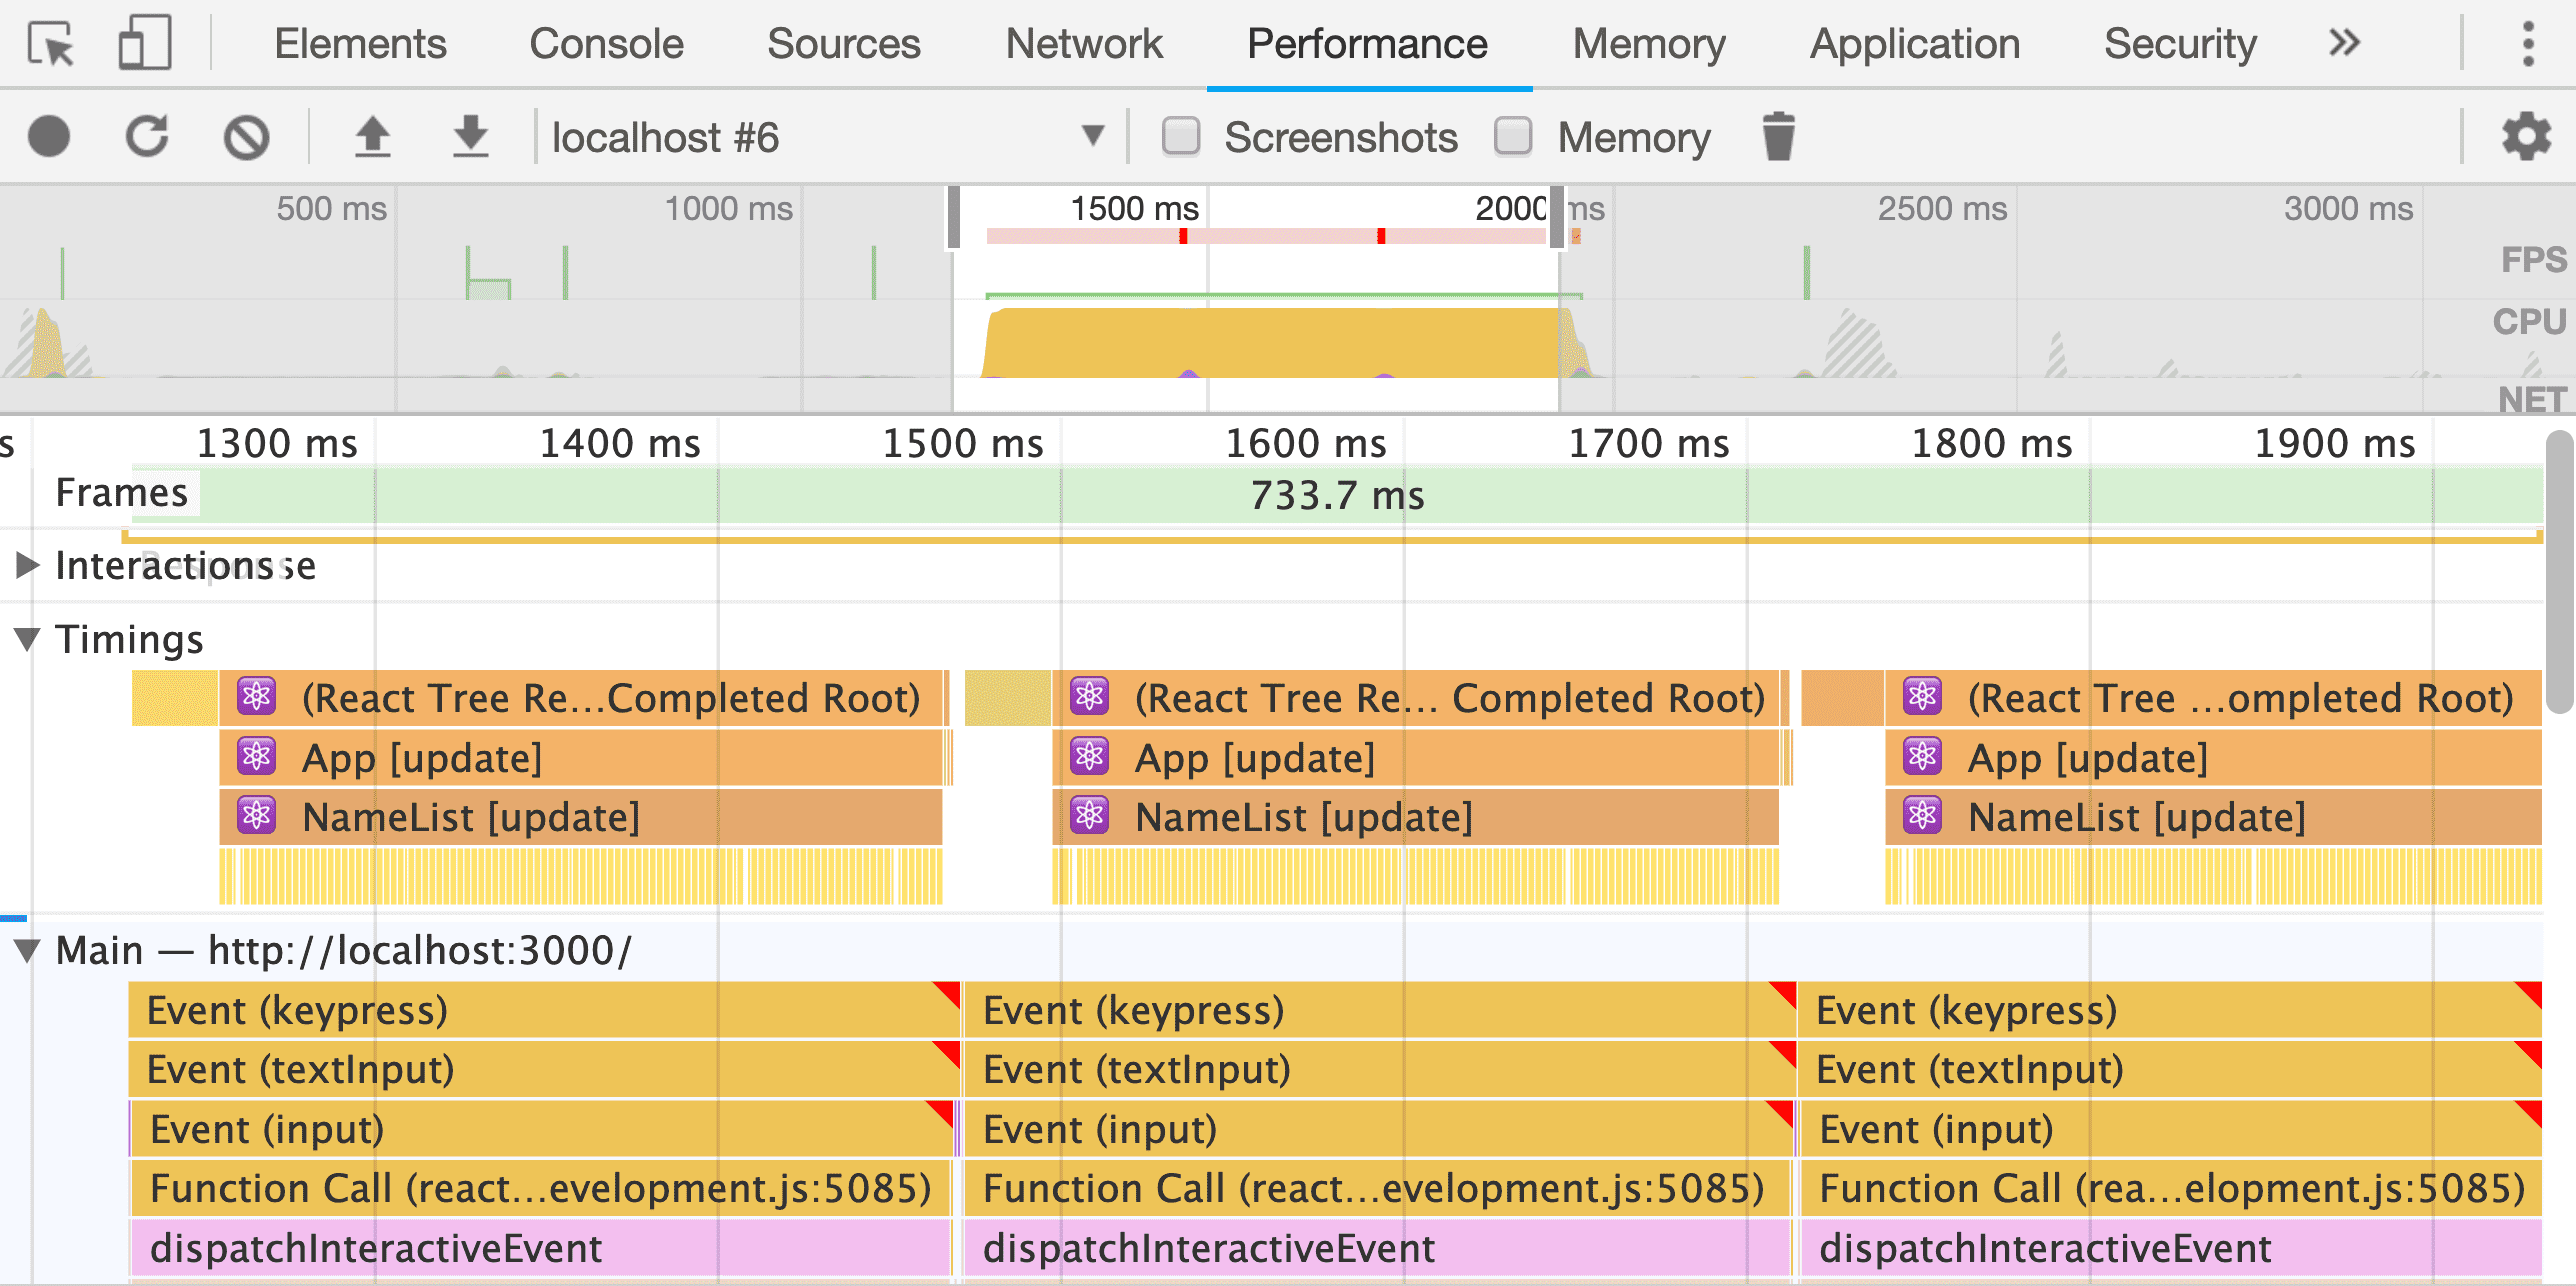 Elements Console Sources Network Performance Memory Application Security
localhost #6 Screenshots Memory
500 ms 1000 ms 1500 ms 2000 ms 2500 ms 3000 ms
FPS
CPU
NET
s 1300 ms 1400 ms 1500 ms 1600 ms 1700 ms 1800 ms 1900 ms
Frames 733.7 ms
Interactions se
Timings
(React Tree Re...Completed Root) (React Tree Re... Completed Root) (React Tree ...ompleted Root)
App [update] App [update] App [update]
NameList [update] NameList [update] NameList [update]
Main — http://localhost:3000/
Event (keypress) Event (keypress) Event (keypress)
Event (textInput) Event (textInput) Event (textInput)
Event (input) Event (input) Event (input)
Function Call (react...evelopment.js:5085) Function Call (react...evelopment.js:5085) Function Call (rea...elopment.js:5085)
dispatchInteractiveEvent dispatchInteractiveEvent dispatchInteractiveEvent